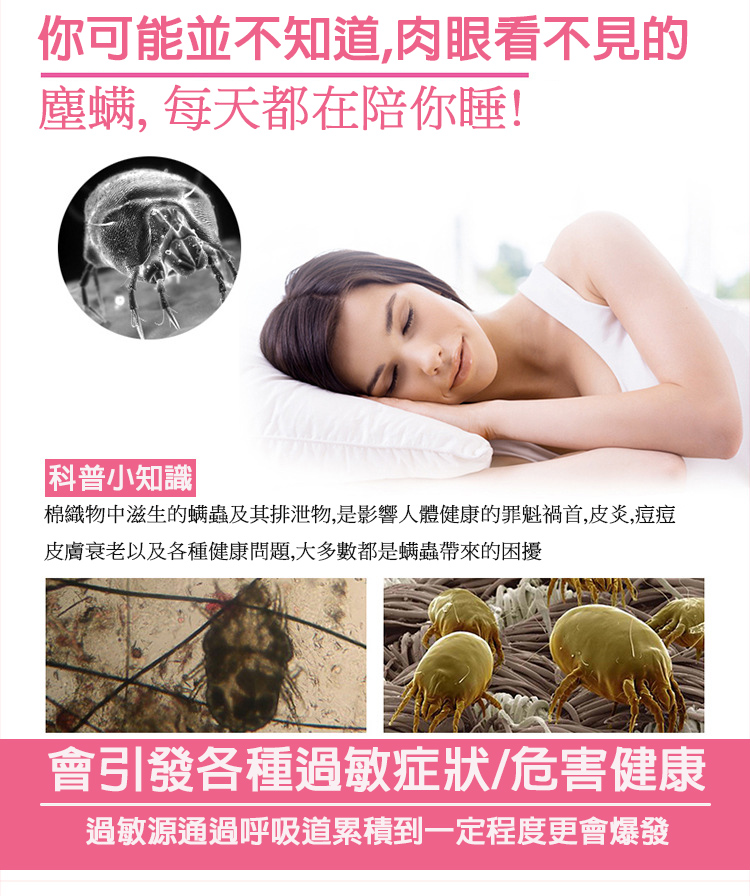 你可能並不知道,肉眼看不見的
塵螨, 每天都在陪你睡!
科普小知識
棉織物中滋生的螨蟲及其排泄物,是影響人體健康的罪魁禍首,皮炎,痘痘
皮膚衰老以及各種健康問題,大多數都是螨蟲帶來的困擾
會引發各種過敏症狀/危害健康
過敏源通過呼吸道累積到一定程度更會爆發